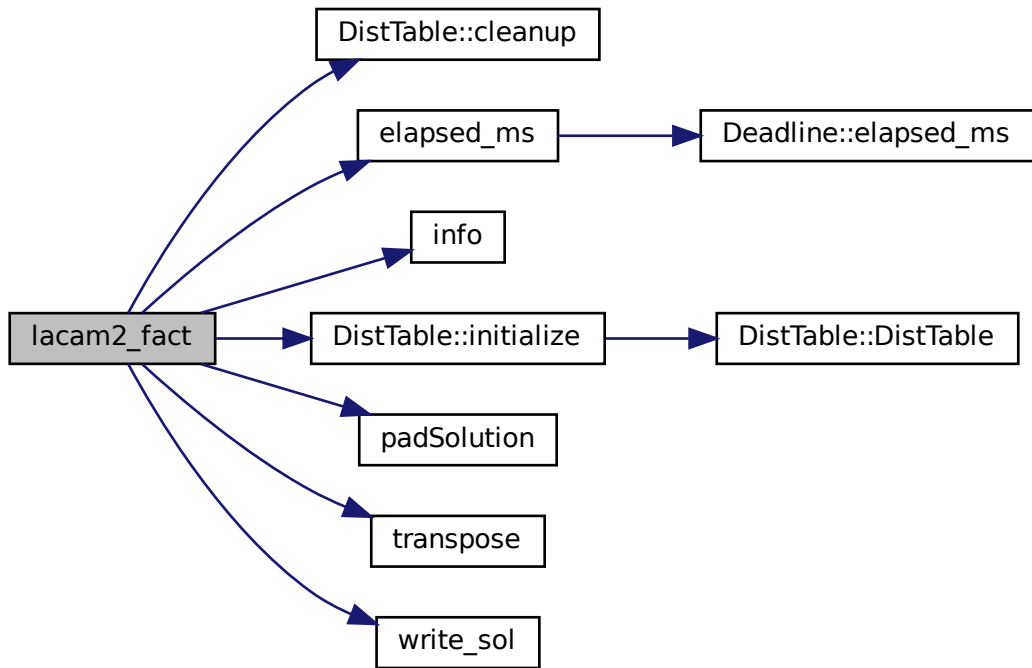 DistTable::cleanup
elapsed_ms
Deadline::elapsed_ms
info
lacam2_fact
DistTable::initialize
DistTable::DistTable
padSolution
transpose
write_sol